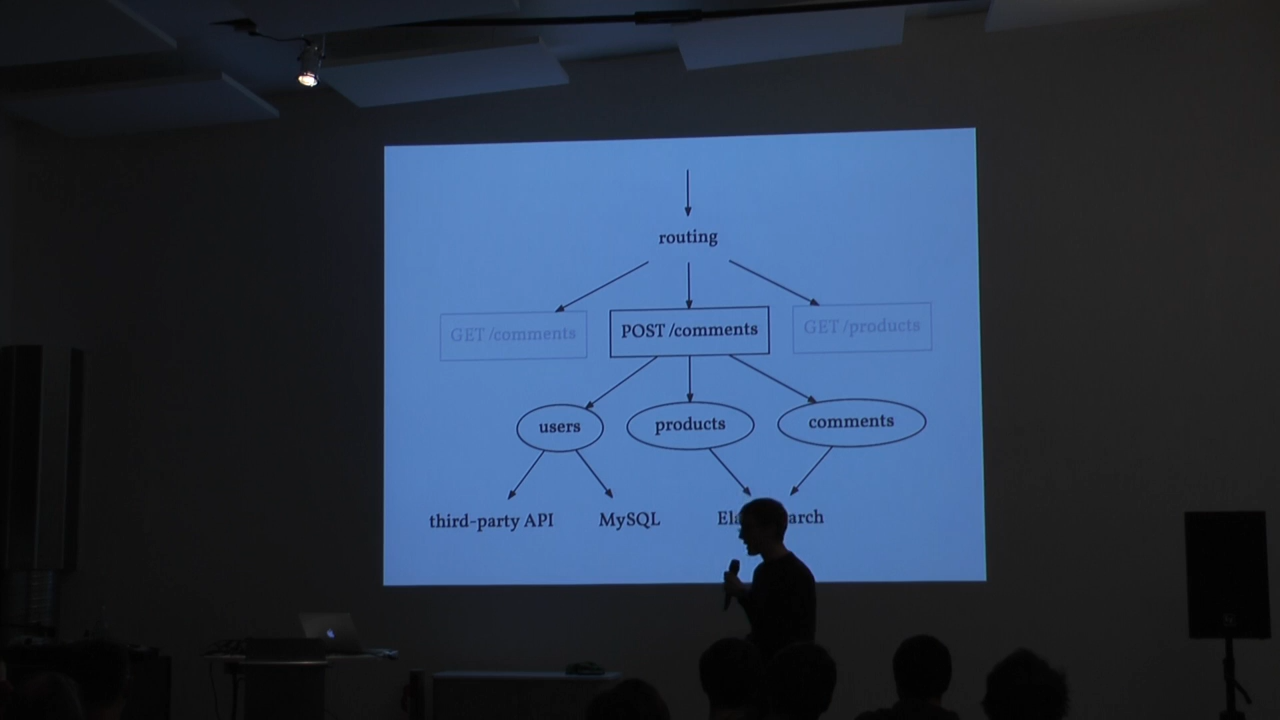 routing
GET /comments
POST /comments
GET /products
users
products
comments
third-party API
MySQL